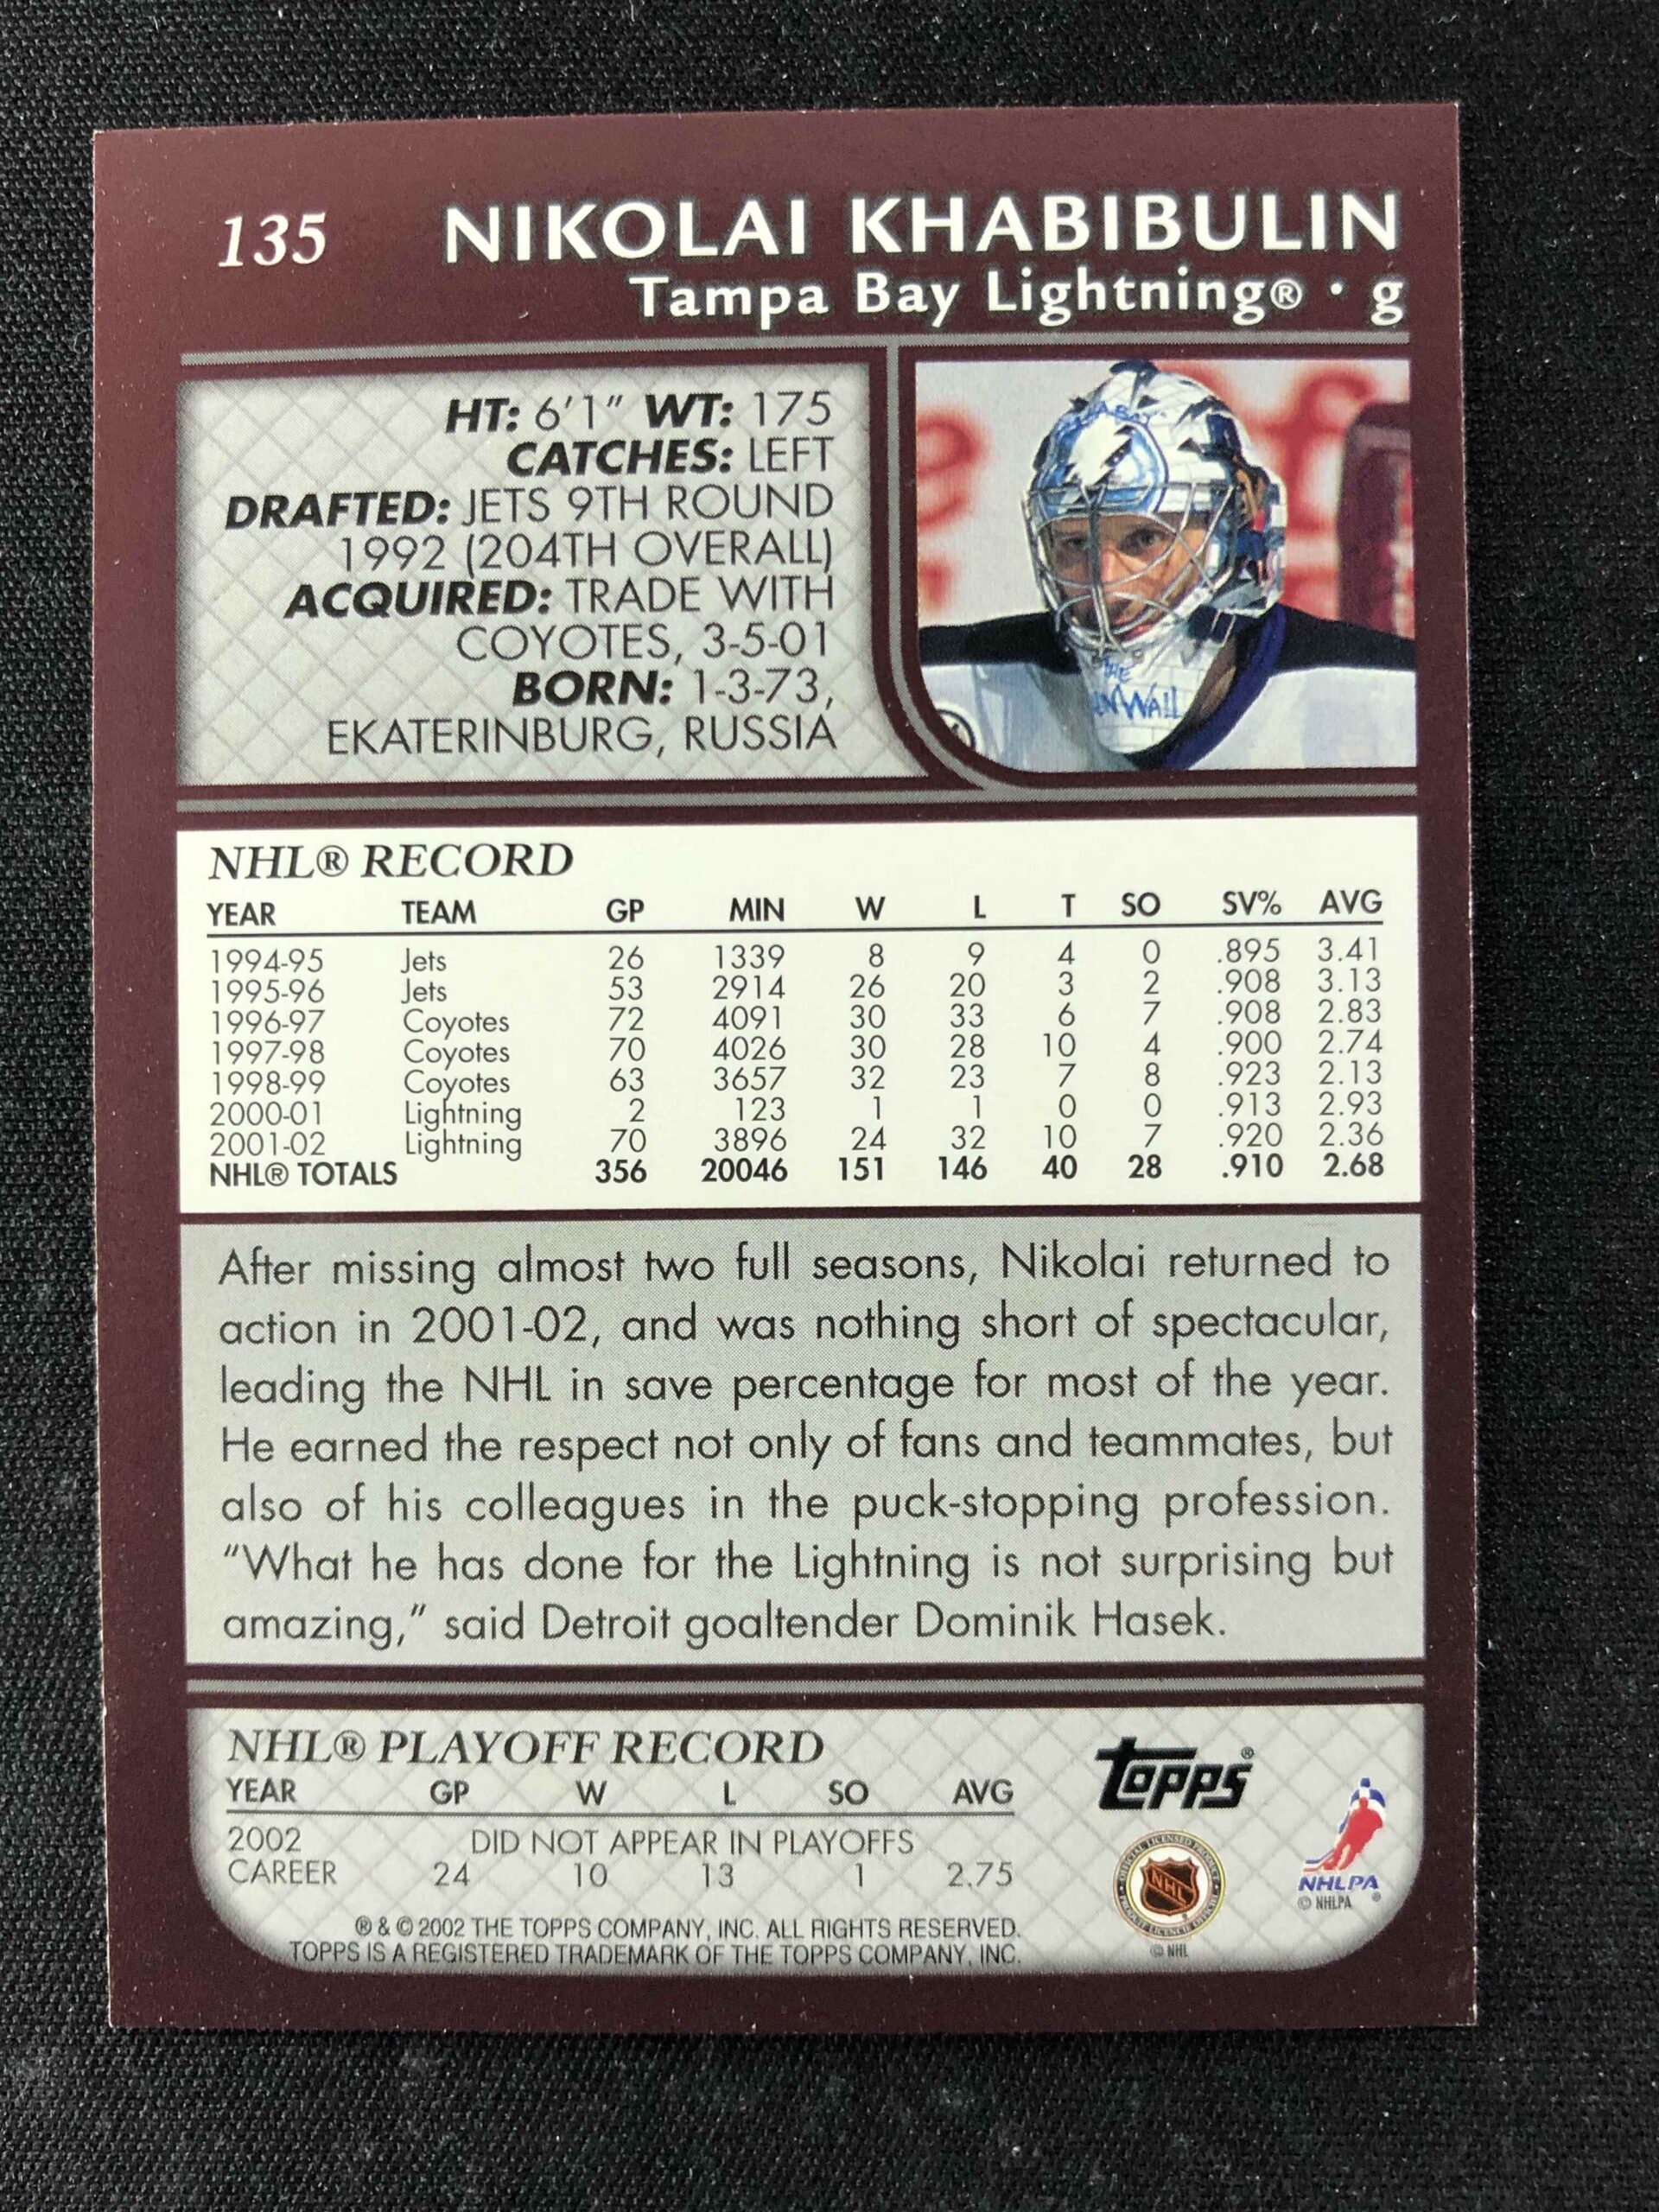 135 NIKOLAI KHABIBULIN
Tampa Bay Lightning® · g
HT: 6'1" WT: 175
CATCHES: LEFT
DRAFTED: JETS 9TH ROUND
1992 (204TH OVERALL)
ACQUIRED: TRADE WITH
COYOTES, 3-5-01
BORN: 1-3-73,
EKATERINBURG, RUSSIA
THE
WALL
NHL® RECORD
YEAR TEAM GP MIN W L T SO SV% AVG
1994-95 Jets 26 1339 8 9 4 0 .895 3.41
1995-96 Jets 53 2914 26 20 3 2 .908 3.13
1996-97 Coyotes 72 4091 30 33 6 7 .908 2.83
1997-98 Coyotes 70 4026 30 28 10 4 .900 2.74
1998-99 Coyotes 63 3657 32 23 7 8 .923 2.13
2000-01 Lightning 2 123 1 1 0 0 .913 2.93
2001-02 Lightning 70 3896 24 32 10 7 .920 2.36
NHL® TOTALS 356 20046 151 146 40 28 .910 2.68
After missing almost two full seasons, Nikolai returned to
action in 2001-02, and was nothing short of spectacular,
leading the NHL in save percentage for most of the year.
He earned the respect not only of fans and teammates, but
also of his colleagues in the puck-stopping profession.
"What he has done for the Lightning is not surprising but
amazing," said Detroit goaltender Dominik Hasek.
NHL® PLAYOFF RECORD
YEAR GP W L SO AVG
2002 DID NOT APPEAR IN PLAYOFFS
CAREER 24 10 13 1 2.75
® & © 2002 THE TOPPS COMPANY, INC. ALL RIGHTS RESERVED.
TOPPS IS A REGISTERED TRADEMARK OF THE TOPPS COMPANY, INC.
Topps®
NHL
© NHL
NHLPA
© NHLPA ®